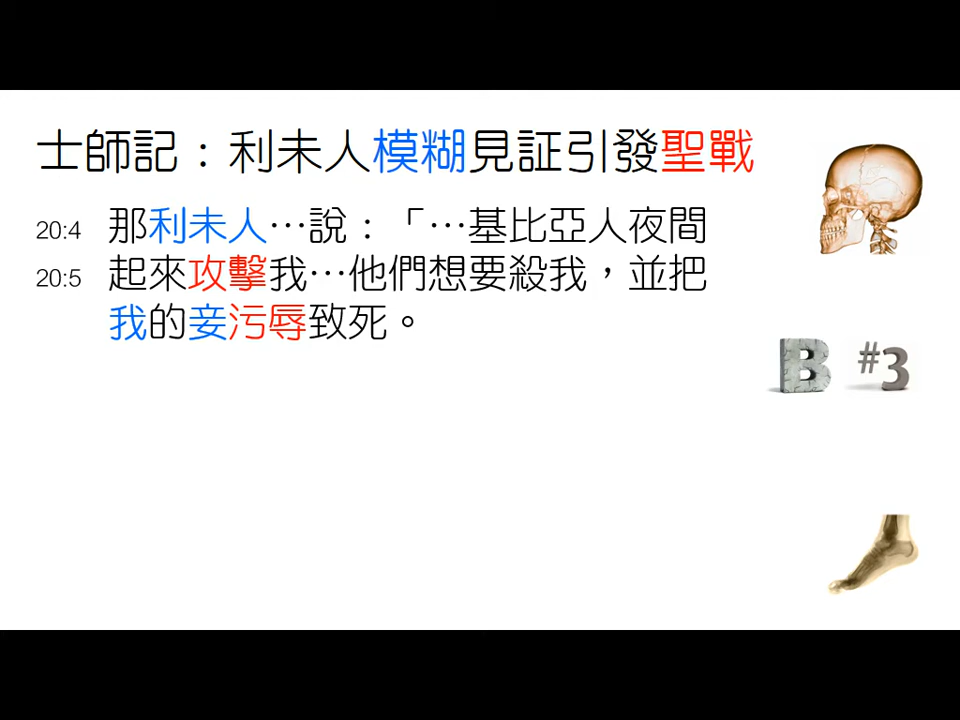 士師記：利未人模糊見証引發聖戰
20:4 那利未人…說：「…基比亞人夜間
20:5 起來攻擊我…他們想要殺我，並把
我的妾污辱致死。
B #3